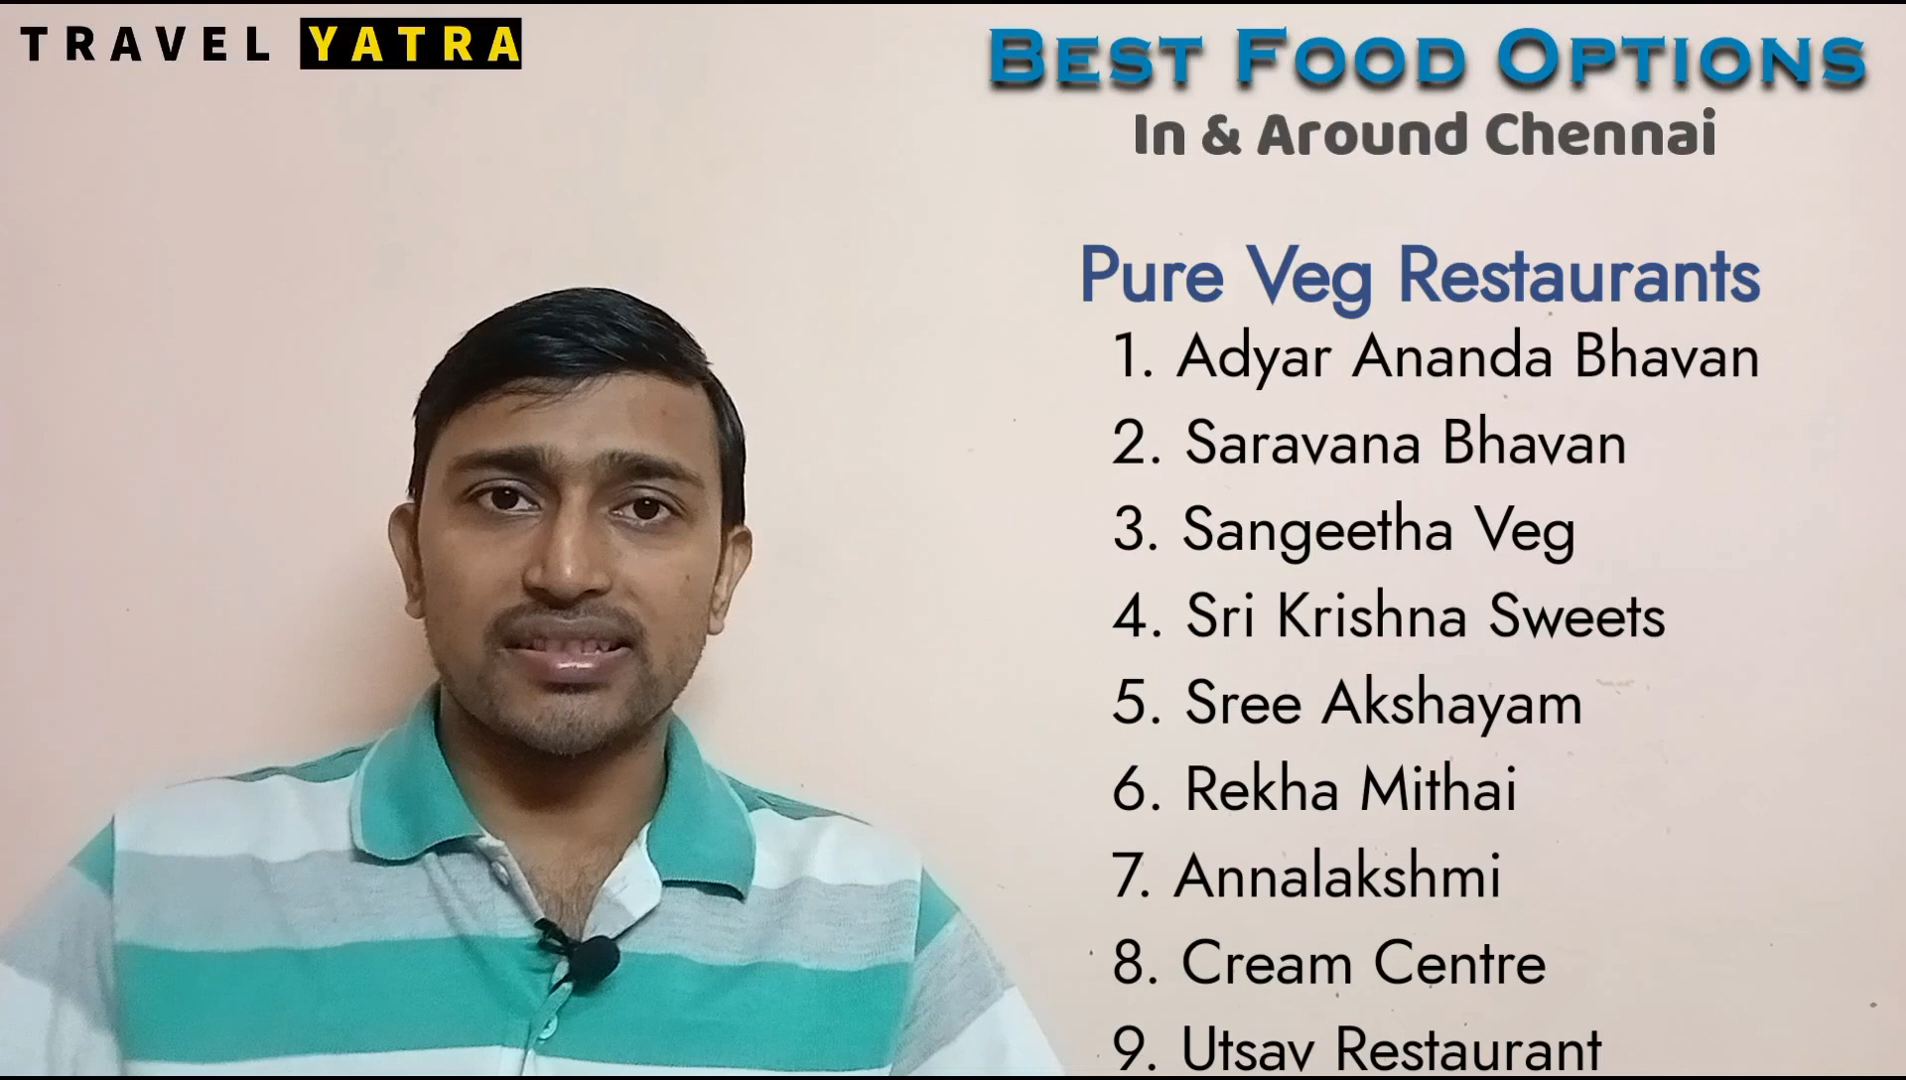 TRAVEL YATRA
BEST FOOD OPTIONS
In & Around Chennai
Pure Veg Restaurants
1. Adyar Ananda Bhavan
2. Saravana Bhavan
3. Sangeetha Veg
4. Sri Krishna Sweets
5. Sree Akshayam
6. Rekha Mithai
7. Annalakshmi
8. Cream Centre
9. Utsav Restaurant